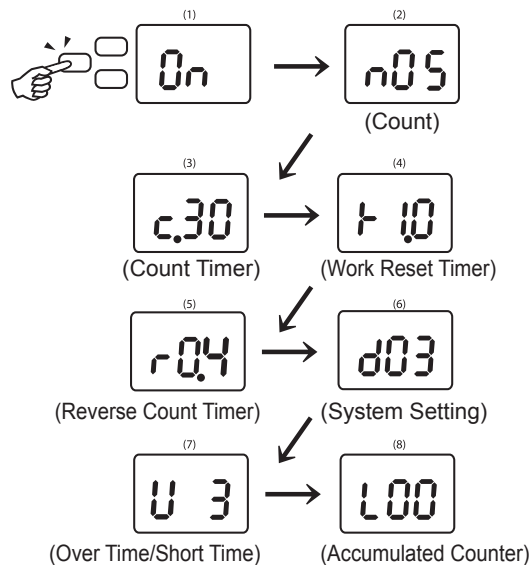 (1)
(2)
On
n05
(Count)
(3)
(4)
c.30
t 1.0
(Count Timer)
(Work Reset Timer)
(5)
(6)
r0.4
d03
(Reverse Count Timer)
(System Setting)
(7)
(8)
U 3
L00
(Over Time/Short Time)
(Accumulated Counter)